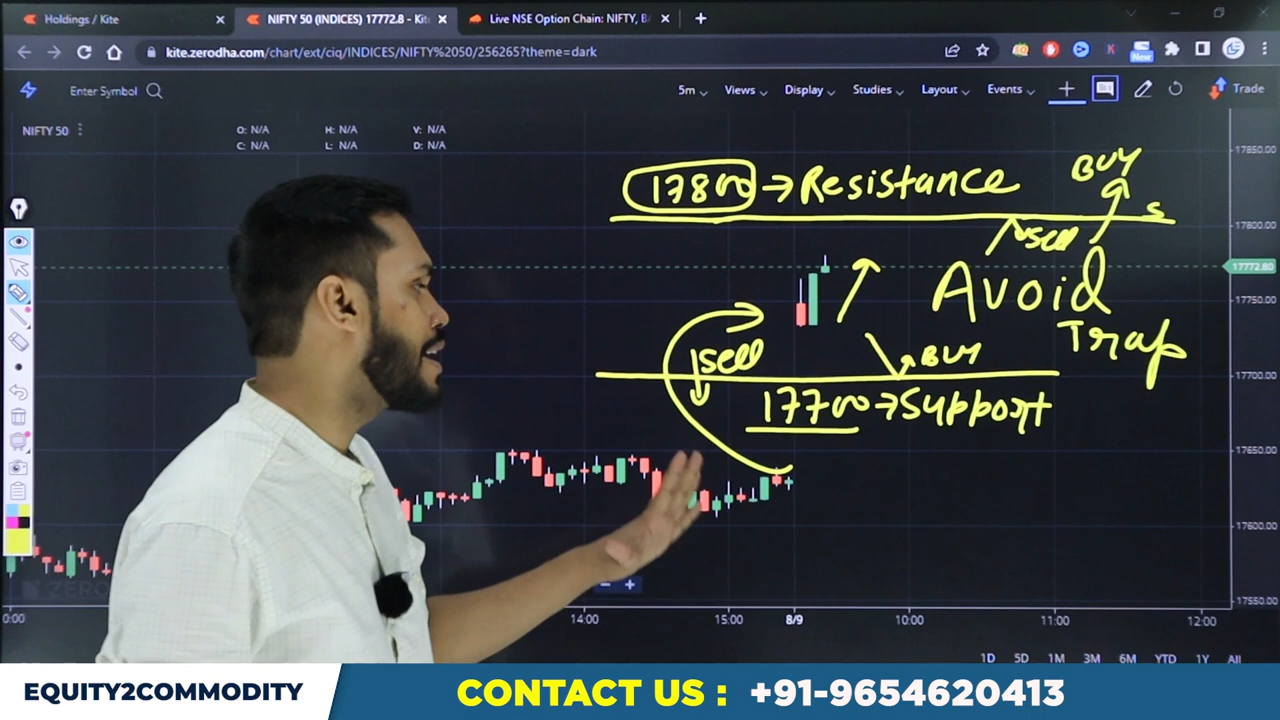 Holdings / Kite
NIFTY 50 (INDICES) 17772.8 - Kit
Live NSE Option Chain: NIFTY, B
kite.zerodha.com/chart/ext/ciq/INDICES/NIFTY%2050/256265?theme=dark
New
Enter Symbol
5m
Views
Display
Studies
Layout
Events
Trade
NIFTY 50
O: N/A
H: N/A
V: N/A
C: N/A
L: N/A
D: N/A
17850.00
BUY
17800 → Resistance
S
17800.00
sell
17772.80
Avoid
17750.00
Trap
sell
BUY
17700.00
17700 → Support
17650.00
17600.00
17550.00
0:00
14:00
15:00
8/9
10:00
11:00
12:00
1D
5D
1M
3M
6M
YTD
1Y
All
EQUITY2COMMODITY
CONTACT US : +91-9654620413